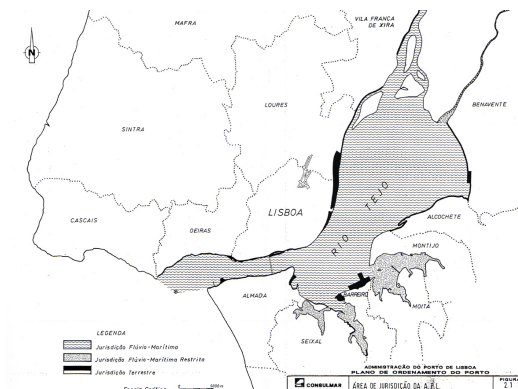 MAFRA
VILA FRANCA
DE XIRA
N
LOURES
BENAVENTE
SINTRA
CASCAIS
OEIRAS
LISBOA
RIO TEJO
ALCOCHETE
MONTIJO
ALMADA
BARREIRO
MOITA
SEIXAL
LEGENDA
Jurisdição Flúvio-Marítima
Jurisdição Flúvio-Marítima Restrita
Jurisdição Terrestre
ADMINISTRAÇÃO DO PORTO DE LISBOA
PLANO DE ORDENAMENTO DO PORTO
CONSULMAR
ÁREA DE JURISDIÇÃO DA A.P.L.
FIGURA
2.1